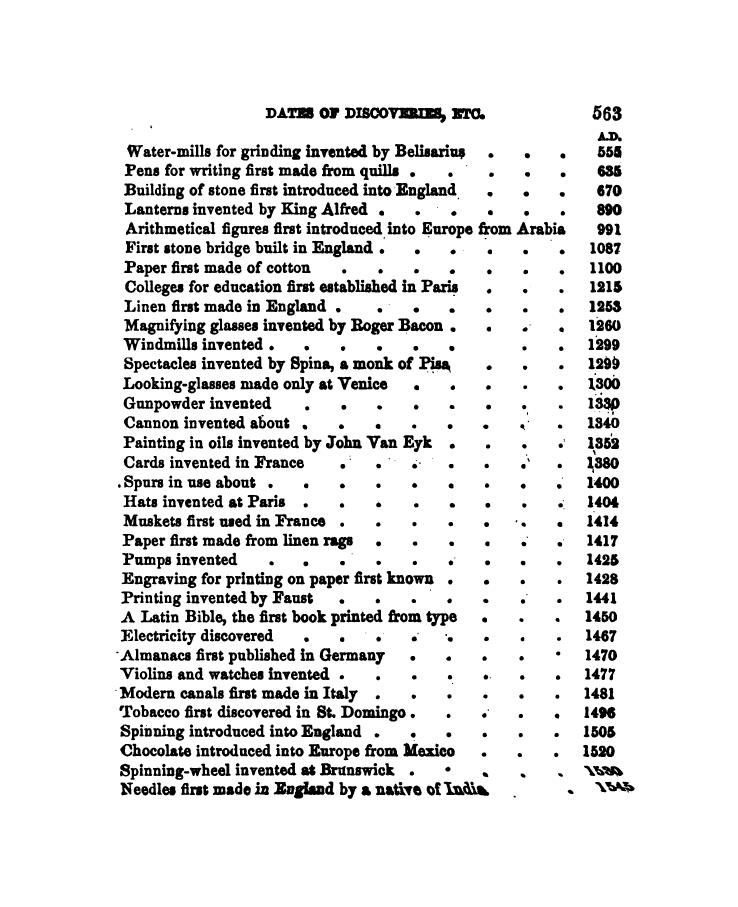 DATES OF DISCOVERIES, ETC. 563
A.D.
Water-mills for grinding invented by Belisarius . . . 555
Pens for writing first made from quills . . . . . . 635
Building of stone first introduced into England . . . 670
Lanterns invented by King Alfred . . . . . . 890
Arithmetical figures first introduced into Europe from Arabia 991
First stone bridge built in England . . . . . . 1087
Paper first made of cotton . . . . . . . 1100
Colleges for education first established in Paris . . . 1215
Linen first made in England . . . . . . . 1253
Magnifying glasses invented by Roger Bacon . . . . 1260
Windmills invented . . . . . . . . 1299
Spectacles invented by Spina, a monk of Pisa . . . 1299
Looking-glasses made only at Venice . . . . . 1300
Gunpowder invented . . . . . . . . 1330
Cannon invented about . . . . . . . . 1340
Painting in oils invented by John Van Eyk . . . . 1352
Cards invented in France . . . . . . . 1380
Spurs in use about . . . . . . . . . 1400
Hats invented at Paris . . . . . . . . 1404
Muskets first used in France . . . . . . . 1414
Paper first made from linen rags . . . . . . 1417
Pumps invented . . . . . . . . . 1425
Engraving for printing on paper first known . . . . 1428
Printing invented by Faust . . . . . . . 1441
A Latin Bible, the first book printed from type . . . 1450
Electricity discovered . . . . . . . . 1467
Almanacs first published in Germany . . . . . 1470
Violins and watches invented . . . . . . . 1477
Modern canals first made in Italy . . . . . . 1481
Tobacco first discovered in St. Domingo . . . . . 1496
Spinning introduced into England . . . . . . 1505
Chocolate introduced into Europe from Mexico . . . 1520
Spinning-wheel invented at Brunswick . . . . . 1530
Needles first made in England by a native of India . . 1545